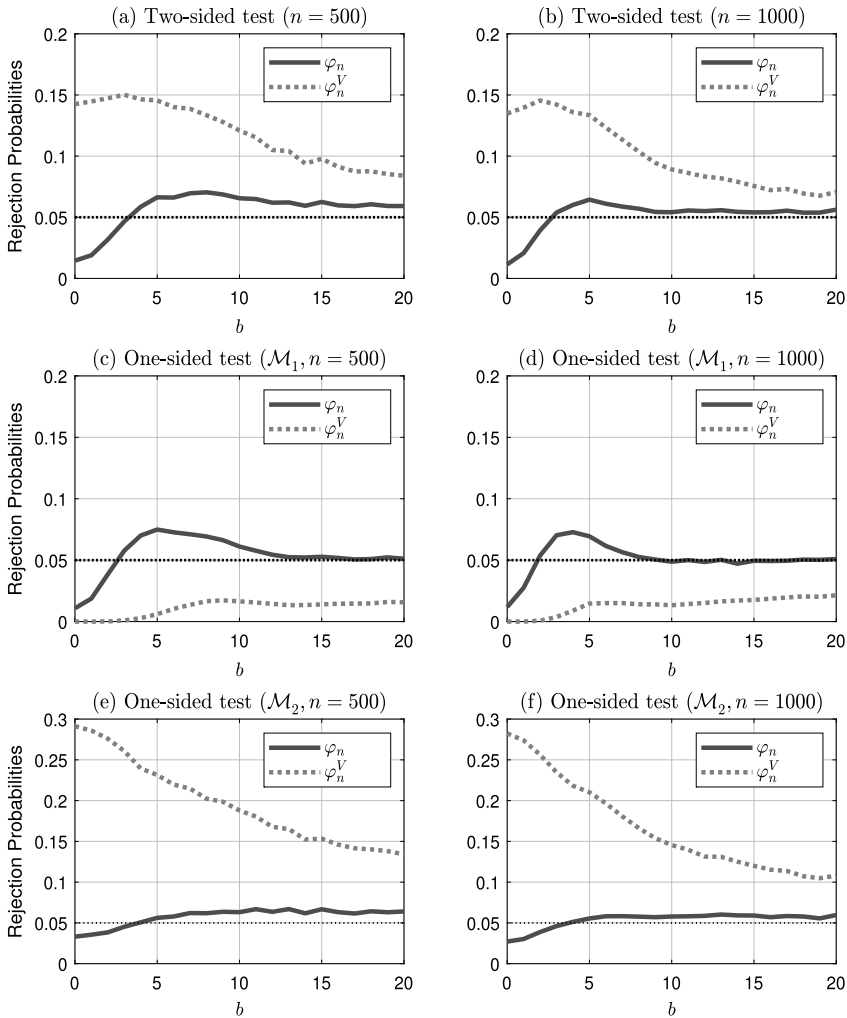 (a) Two-sided test (n = 500)
Rejection Probabilities
0.2
0.15
0.1
0.05
0
φn
φnV
0 5 10 15 20
b
(b) Two-sided test (n = 1000)
0.2
0.15
0.1
0.05
0
φn
φnV
0 5 10 15 20
b
(c) One-sided test (ℳ1, n = 500)
Rejection Probabilities
0.2
0.15
0.1
0.05
0
φn
φnV
0 5 10 15 20
b
(d) One-sided test (ℳ1, n = 1000)
0.2
0.15
0.1
0.05
0
φn
φnV
0 5 10 15 20
b
(e) One-sided test (ℳ2, n = 500)
Rejection Probabilities
0.3
0.25
0.2
0.15
0.1
0.05
0
φn
φnV
0 5 10 15 20
b
(f) One-sided test (ℳ2, n = 1000)
0.3
0.25
0.2
0.15
0.1
0.05
0
φn
φnV
0 5 10 15 20
b